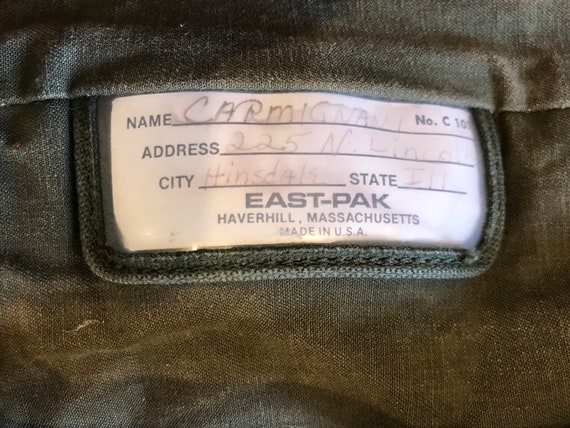 NAME CARMIGNANI No. C 10
ADDRESS 225 N. Lincoln
CITY Hinsdale STATE Ill
EAST-PAK
HAVERHILL, MASSACHUSETTS
MADE IN U.S.A.